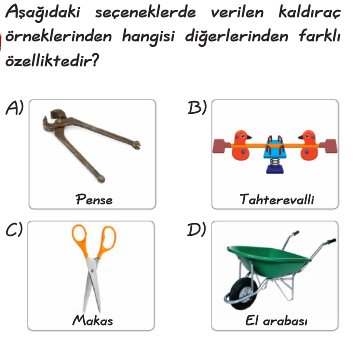 Aşağıdaki seçeneklerde verilen kaldıraç
örneklerinden hangisi diğerlerinden farklı
özelliktedir?
A)
B)
Pense
Tahterevalli
C)
D)
Makas
El arabası